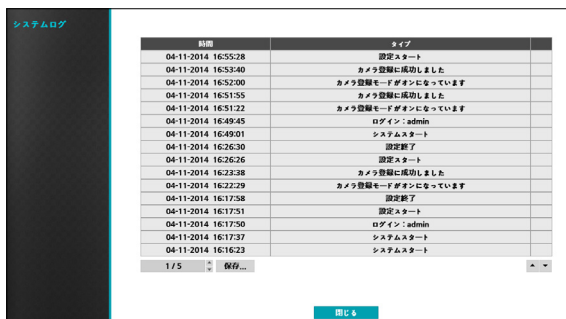 システムログ
時間 タイプ
04-11-2014 16:55:28 設定スタート
04-11-2014 16:53:40 カメラ登録に成功しました
04-11-2014 16:52:00 カメラ登録モードがオンになっています
04-11-2014 16:51:55 カメラ登録に成功しました
04-11-2014 16:51:22 カメラ登録モードがオンになっています
04-11-2014 16:49:45 ログイン：admin
04-11-2014 16:49:01 システムスタート
04-11-2014 16:26:30 設定終了
04-11-2014 16:26:26 設定スタート
04-11-2014 16:23:38 カメラ登録に成功しました
04-11-2014 16:22:29 カメラ登録モードがオンになっています
04-11-2014 16:17:58 設定終了
04-11-2014 16:17:51 設定スタート
04-11-2014 16:17:50 ログイン：admin
04-11-2014 16:17:37 システムスタート
04-11-2014 16:16:23 システムスタート
1 / 5 保存...
閉じる